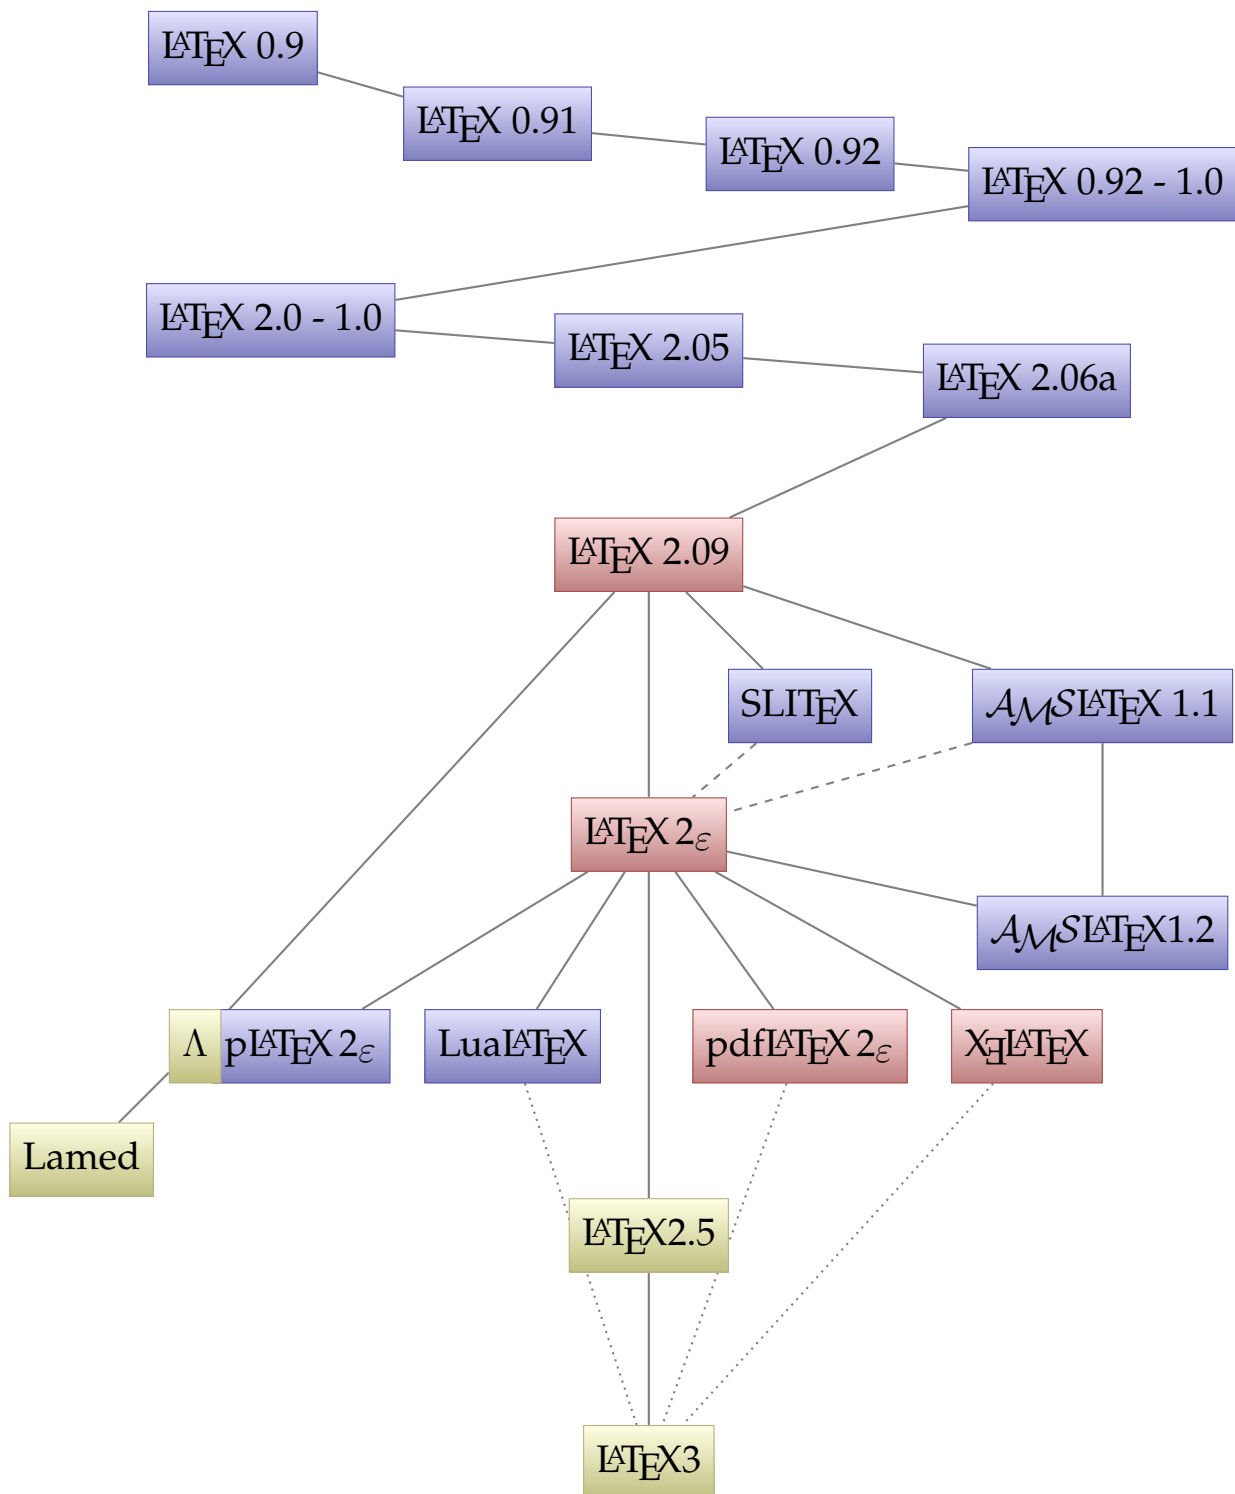 LATEX 0.9
LATEX 0.91
LATEX 0.92
LATEX 0.92 - 1.0
LATEX 2.0 - 1.0
LATEX 2.05
LATEX 2.06a
LATEX 2.09
SLITEX
AMSLATEX 1.1
LATEX 2ε
AMSLATEX1.2
Λ
pLATEX 2ε
LuaLATEX
pdfLATEX 2ε
XƎLATEX
Lamed
LATEX2.5
LATEX3